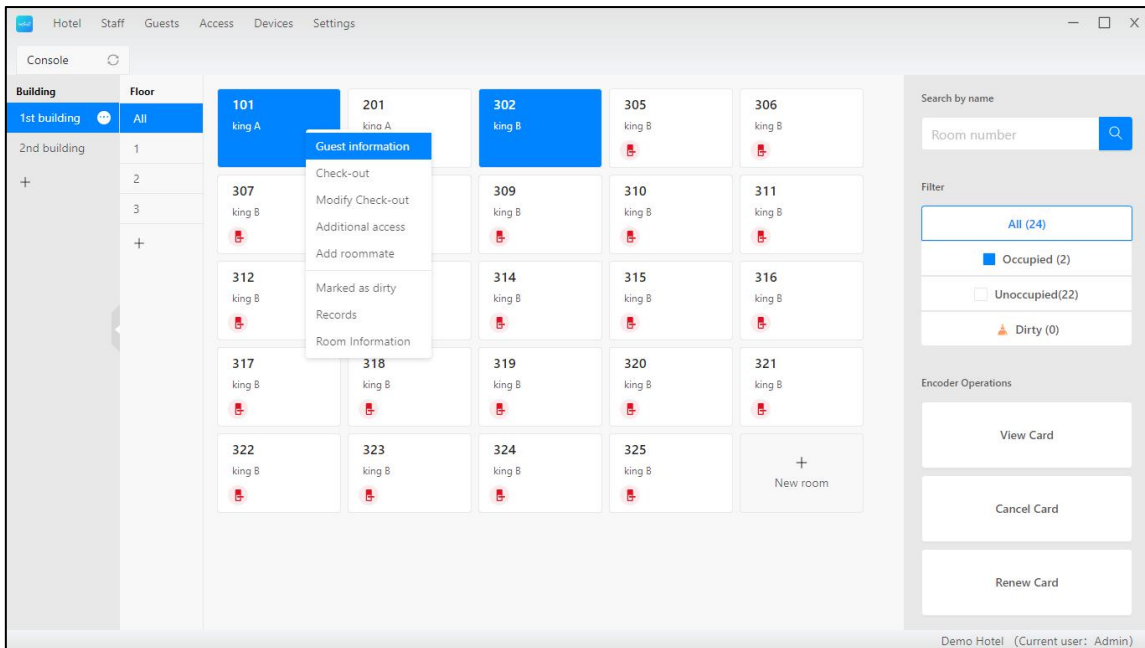 Hotel Staff Guests Access Devices Settings
Console
Building
1st building
2nd building
+
Floor
All
1
2
3
+
101
king A
201
king A
302
king B
305
king B
306
king B
Guest information
Check-out
Modify Check-out
Additional access
Add roommate
Marked as dirty
Records
Room Information
307
king B
309
king B
310
king B
311
king B
312
king B
314
king B
315
king B
316
king B
317
king B
318
king B
319
king B
320
king B
321
king B
322
king B
323
king B
324
king B
325
king B
+
New room
Search by name
Room number
Filter
All (24)
Occupied (2)
Unoccupied(22)
Dirty (0)
Encoder Operations
View Card
Cancel Card
Renew Card
Demo Hotel (Current user: Admin)